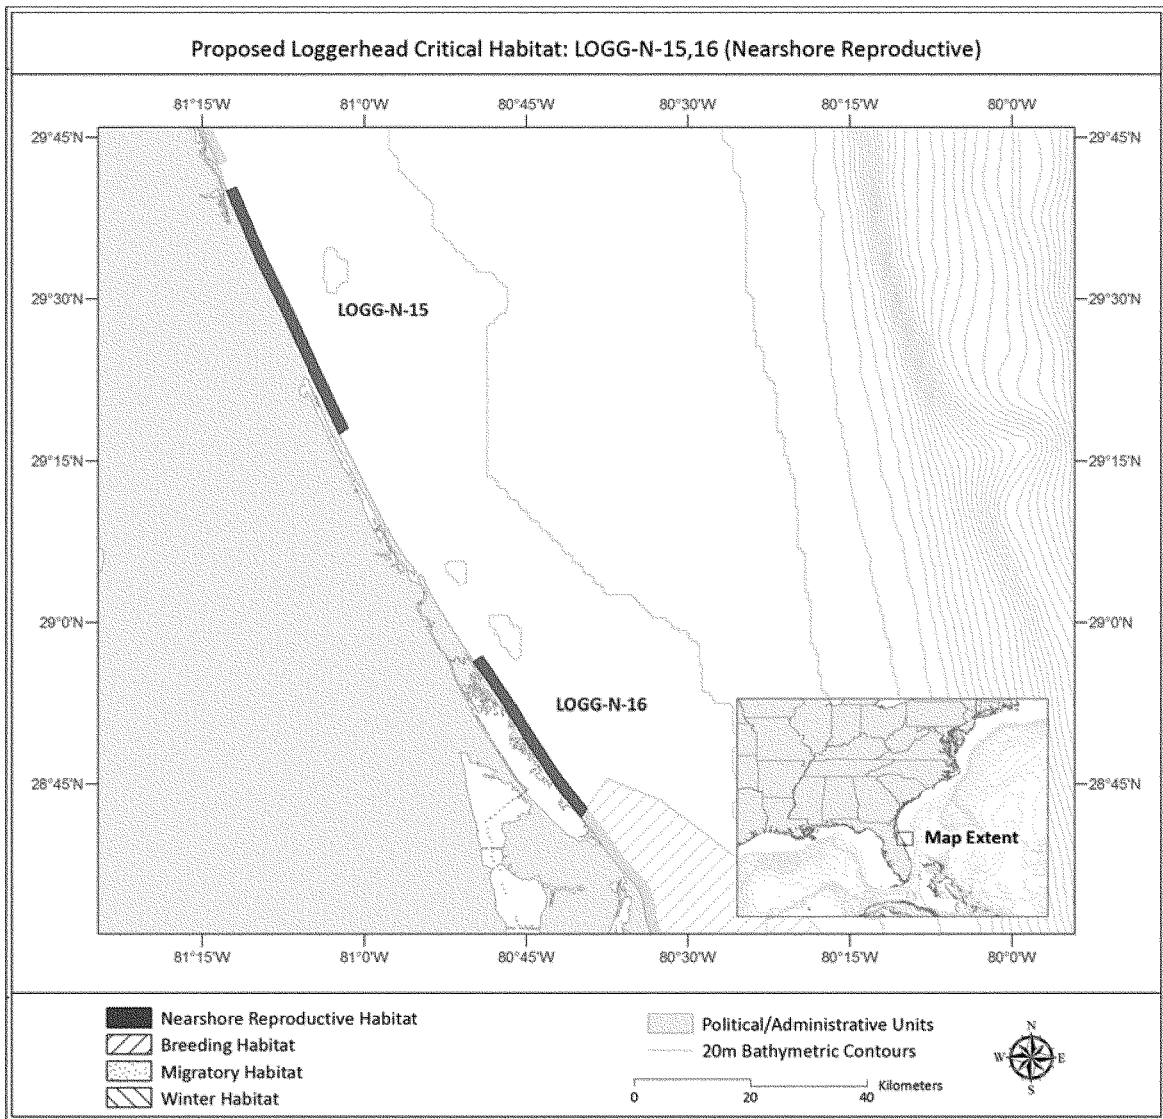 Proposed Loggerhead Critical Habitat: LOGG-N-15,16 (Nearshore Reproductive)
81°15'W 81°0'W 80°45'W 80°30'W 80°15'W 80°0'W
29°45'N 29°45'N
29°30'N 29°30'N
LOGG-N-15
29°15'N 29°15'N
29°0'N 29°0'N
LOGG-N-16
28°45'N 28°45'N
Map Extent
81°15'W 81°0'W 80°45'W 80°30'W 80°15'W 80°0'W
Nearshore Reproductive Habitat
Breeding Habitat
Migratory Habitat
Winter Habitat
Political/Administrative Units
20m Bathymetric Contours
Kilometers
0 20 40
N
W E
S